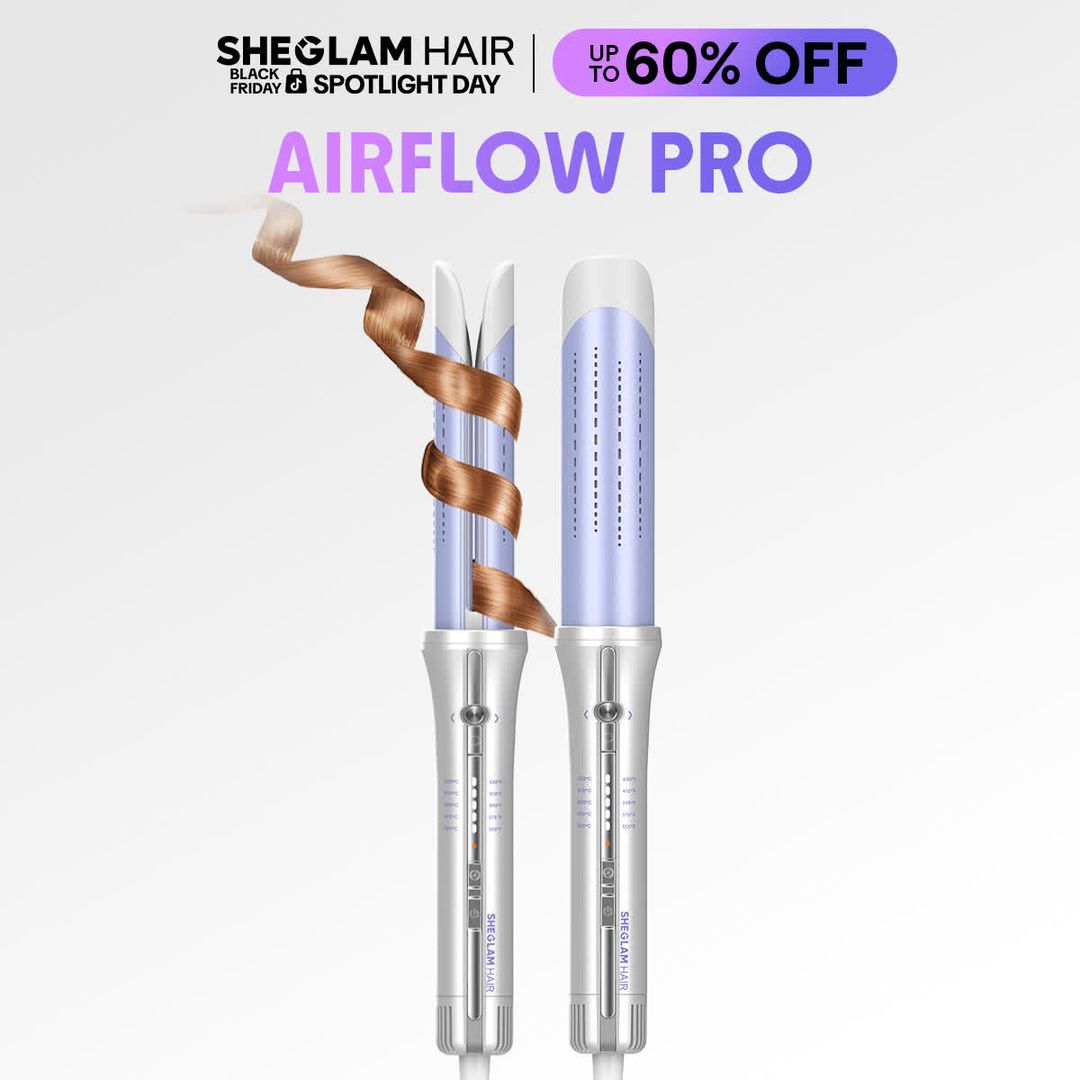 SHEGLAM HAIR
BLACK FRIDAY SPOTLIGHT DAY
UP TO 60% OFF
AIRFLOW PRO
SHEGLAM HAIR
SHEGLAM HAIR